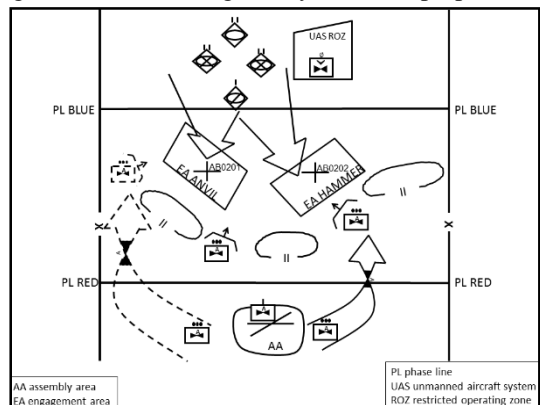 UAS ROZ
PL BLUE
PL BLUE
AB0201
AB0202
EA ANVIL
EA HAMMER
II
II
II
X
X
PL RED
PL RED
AA
AA assembly area
EA engagement area
PL phase line
UAS unmanned aircraft system
ROZ restricted operating zone